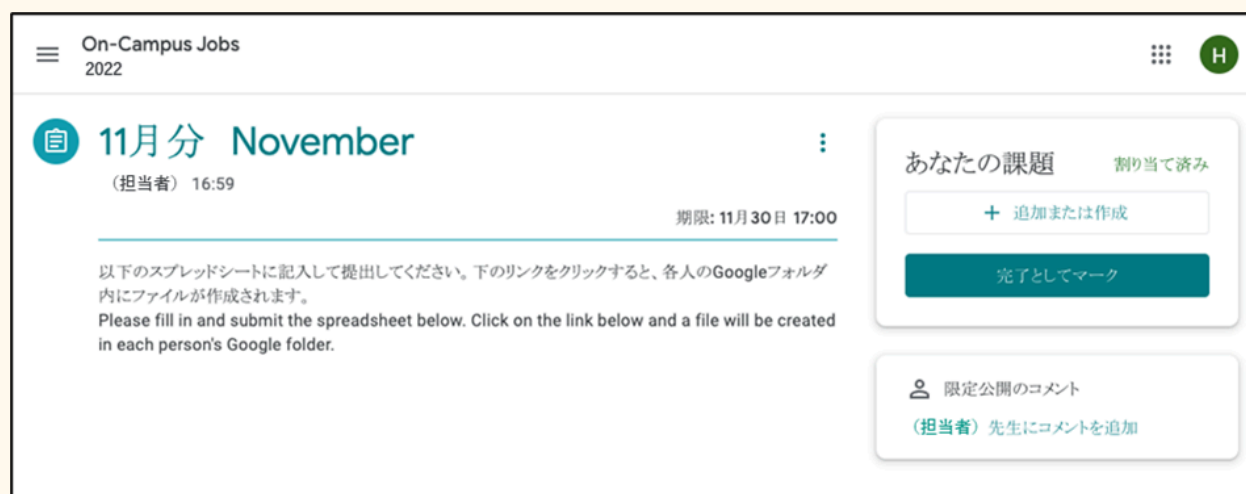 On-Campus Jobs
2022
H
11月分 November
（担当者） 16:59
期限: 11月30日 17:00
以下のスプレッドシートに記入して提出してください。下のリンクをクリックすると、各人のGoogleフォルダ
内にファイルが作成されます。
Please fill in and submit the spreadsheet below. Click on the link below and a file will be created
in each person's Google folder.
あなたの課題 割り当て済み
+ 追加または作成
完了としてマーク
限定公開のコメント
（担当者）先生にコメントを追加